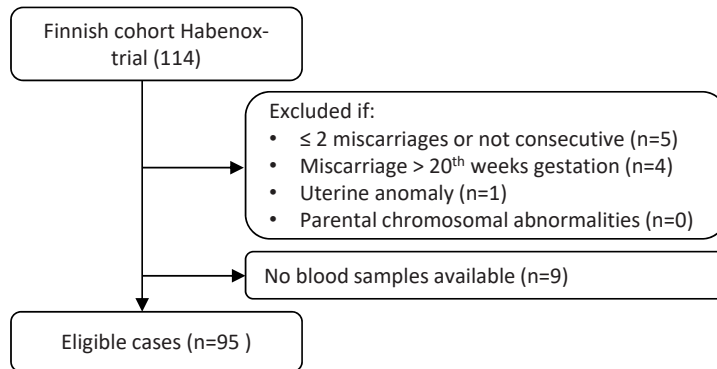 Finnish cohort Habenox-
trial (114)
Excluded if:
• ≤ 2 miscarriages or not consecutive (n=5)
• Miscarriage > 20th weeks gestation (n=4)
• Uterine anomaly (n=1)
• Parental chromosomal abnormalities (n=0)
No blood samples available (n=9)
Eligible cases (n=95 )